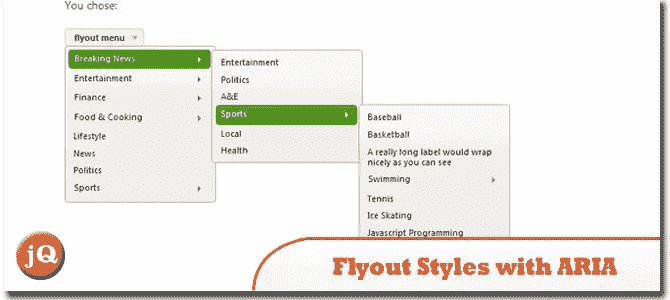 You chose:
flyout menu
Breaking News
Entertainment
Finance
Food & Cooking
Lifestyle
News
Politics
Sports
Entertainment
Politics
A&E
Sports
Local
Health
Baseball
Basketball
A really long label would wrap
nicely as you can see
Swimming
Tennis
Ice Skating
Javascript Programming
jQ
Flyout Styles with ARIA